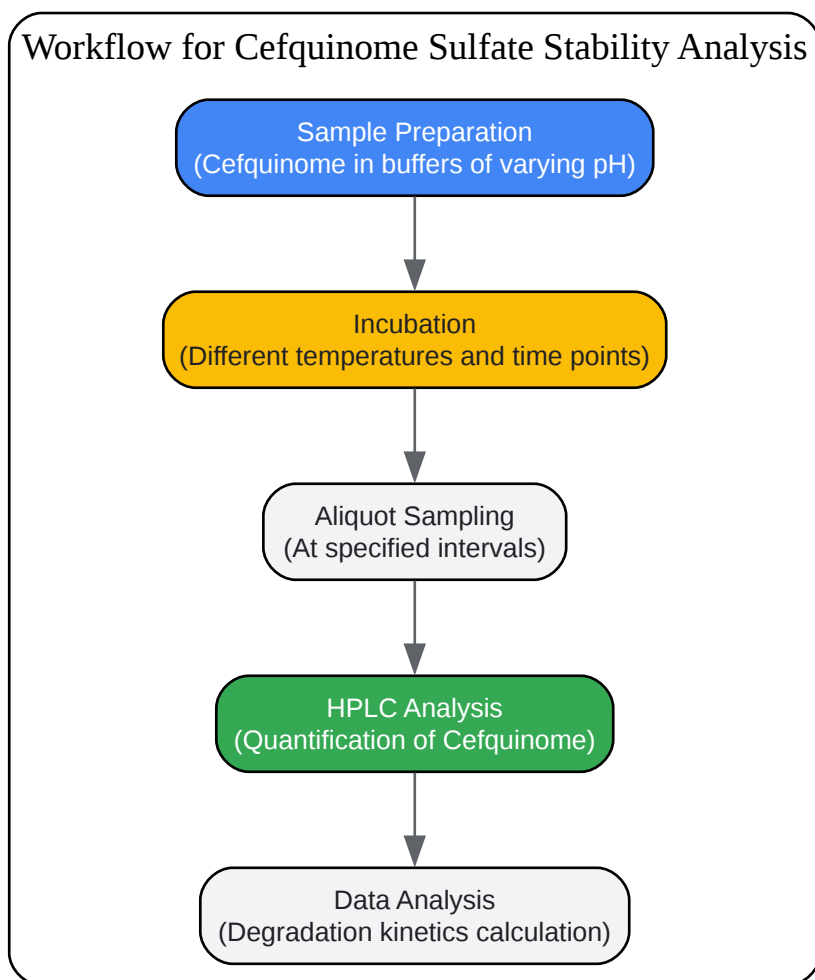 Workflow for Cefquinome Sulfate Stability Analysis
Sample Preparation
(Cefquinome in buffers of varying pH)
Incubation
(Different temperatures and time points)
Aliquot Sampling
(At specified intervals)
HPLC Analysis
(Quantification of Cefquinome)
Data Analysis
(Degradation kinetics calculation)